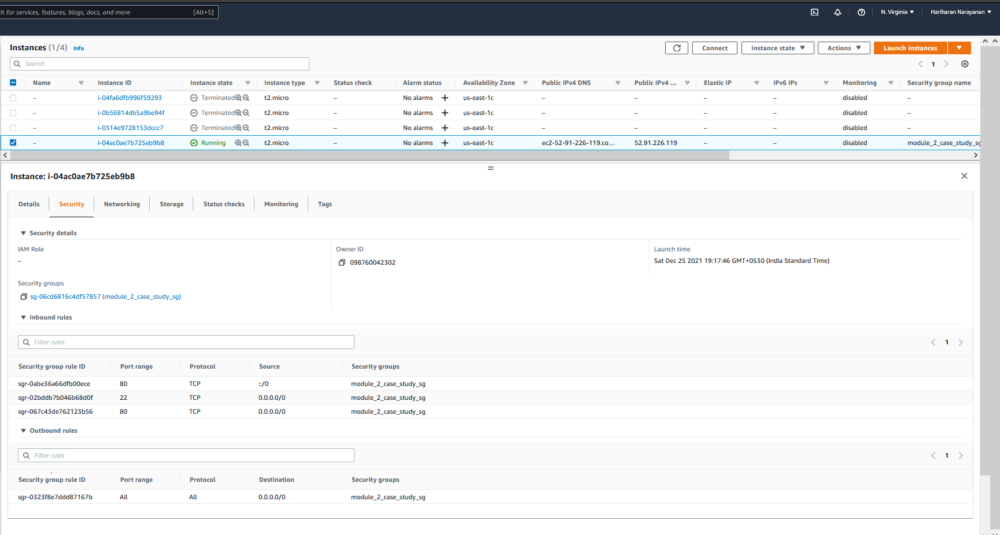 ch for services, features, blogs, docs, and more [Alt+S] N. Virginia Hariharan Narayanan
Instances (1/4) Info Connect Instance state Actions Launch instances
Search 1
Name Instance ID Instance state Instance type Status check Alarm status Availability Zone Public IPv4 DNS Public IPv4 ... Elastic IP IPv6 IPs Monitoring Security group name
– i-04fa6dfb996f59293 Terminated t2.micro – No alarms + us-east-1c – – – – disabled –
– i-0b56814db5a9be94f Terminated t2.micro – No alarms + us-east-1c – – – – disabled –
– i-0314e9728153dccc7 Terminated t2.micro – No alarms + us-east-1c – – – – disabled –
– i-04ac0ae7b725eb9b8 Running t2.micro – No alarms + us-east-1c ec2-52-91-226-119.co... 52.91.226.119 – – disabled module_2_case_study_sg
Instance: i-04ac0ae7b725eb9b8
Details Security Networking Storage Status checks Monitoring Tags
Security details
IAM Role Owner ID Launch time
– 098760042302 Sat Dec 25 2021 19:17:46 GMT+0530 (India Standard Time)
Security groups
sg-06cd6816c4df57857 (module_2_case_study_sg)
Inbound rules
Filter rules 1
Security group rule ID Port range Protocol Source Security groups
sgr-0abe36a66dfb00ece 80 TCP ::/0 module_2_case_study_sg
sgr-02bddb7b046b68d0f 22 TCP 0.0.0.0/0 module_2_case_study_sg
sgr-067c43de762123b56 80 TCP 0.0.0.0/0 module_2_case_study_sg
Outbound rules
Filter rules 1
Security group rule ID Port range Protocol Destination Security groups
sgr-0323f8e7ddd87167b All All 0.0.0.0/0 module_2_case_study_sg